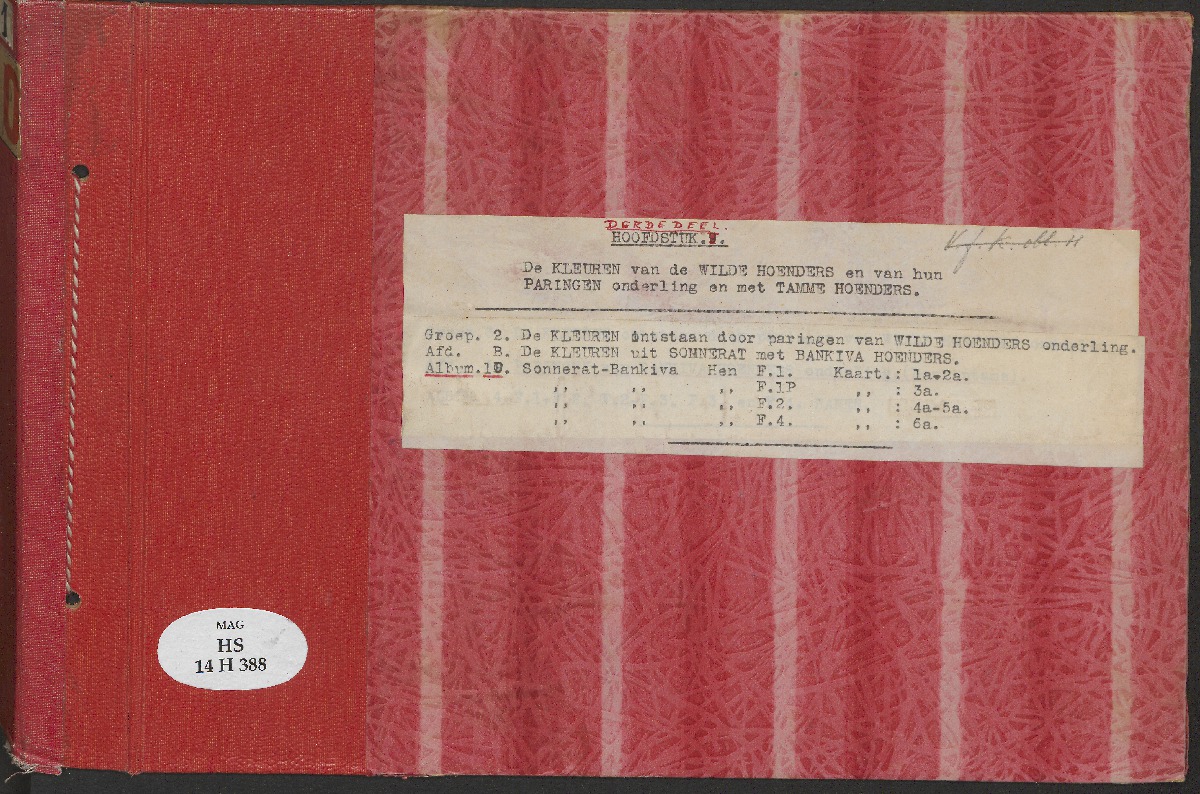 DERDE DEEL.
HOOFDSTUK.
De KLEUREN van de WILDE HOENDERS en van hun
PARINGEN onderling en met TAMME HOENDERS.
Groep. 2. De KLEUREN ontstaan door paringen van WILDE HOENDERS onderling.
Afd. B. De KLEUREN uit SONNERAT met BANKIVA HOENDERS.
Album.10. Sonnerat-Bankiva Hen F.1. Kaart.: 1a-2a.
,, ,, ,, F.1P ,, : 3a.
,, ,, ,, F.2. ,, : 4a-5a.
,, ,, ,, F.4. ,, : 6a.
MAG
HS
14 H 388